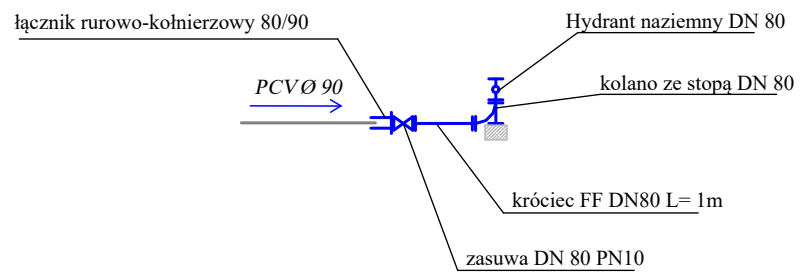 łącznik rurowo-kołnierzowy 80/90
Hydrant naziemny DN 80
PCV Ø 90
kolano ze stopą DN 80
króciec FF DN80 L= 1m
zasuwa DN 80 PN10